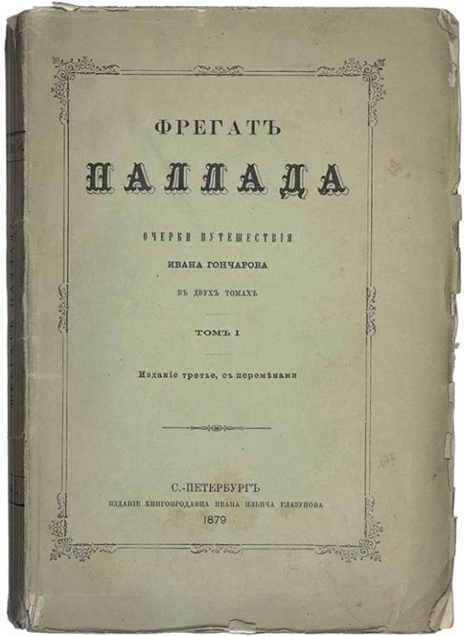 ФРЕГАТЪ
ПАЛЛАДА
ОЧЕРКИ ПУТЕШЕСТВІЯ
ИВАНА ГОНЧАРОВА
ВЪ ДВУХЪ ТОМАХЪ
ТОМЪ I
Изданіе третье, съ перемѣнами
С.-ПЕТЕРБУРГЪ
ИЗДАНІЕ КНИГОПРОДАВЦА ИВАНА ИЛЬИЧА ГЛАЗУНОВА
1879